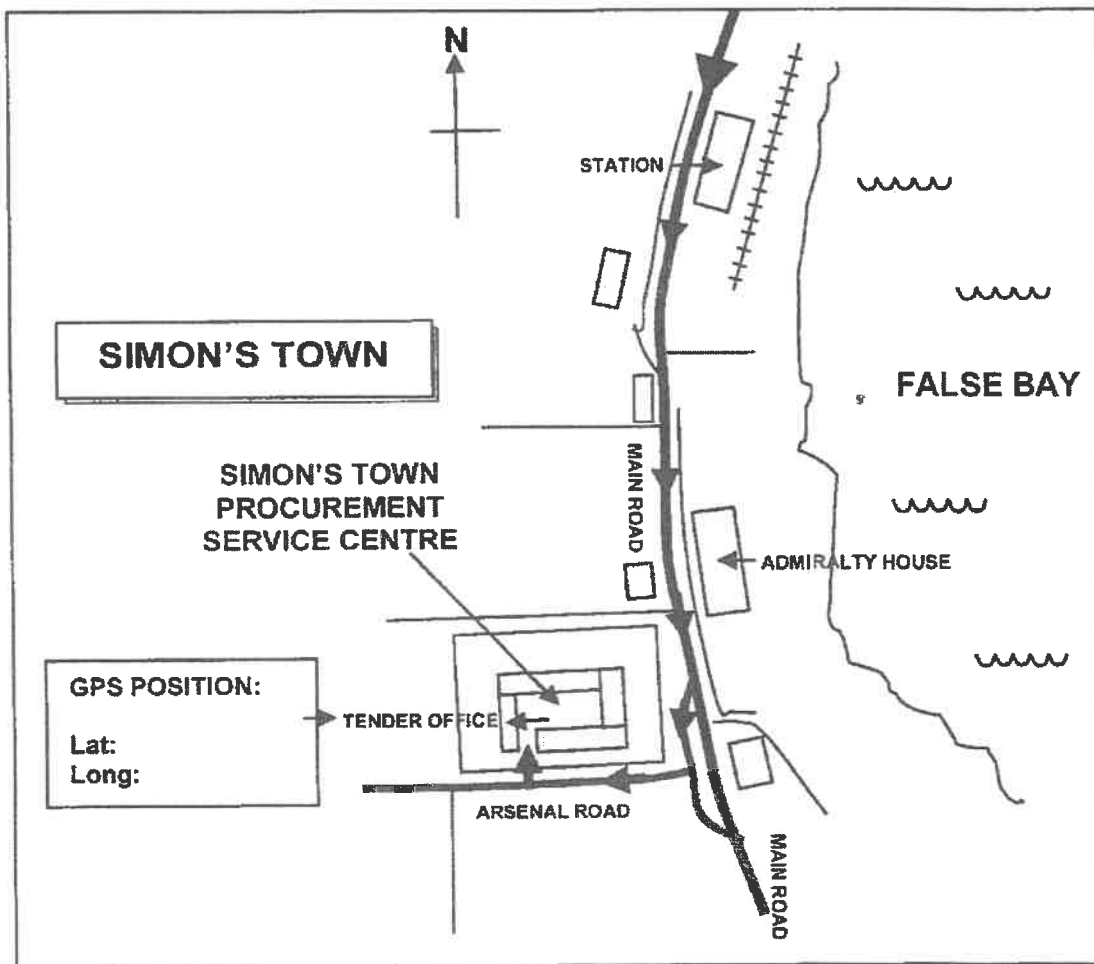 N
STATION
SIMON'S TOWN
FALSE BAY
MAIN ROAD
SIMON'S TOWN
PROCUREMENT
SERVICE CENTRE
ADMIRALTY HOUSE
GPS POSITION:
Lat:
Long:
TENDER OFFICE
ARSENAL ROAD
MAIN ROAD